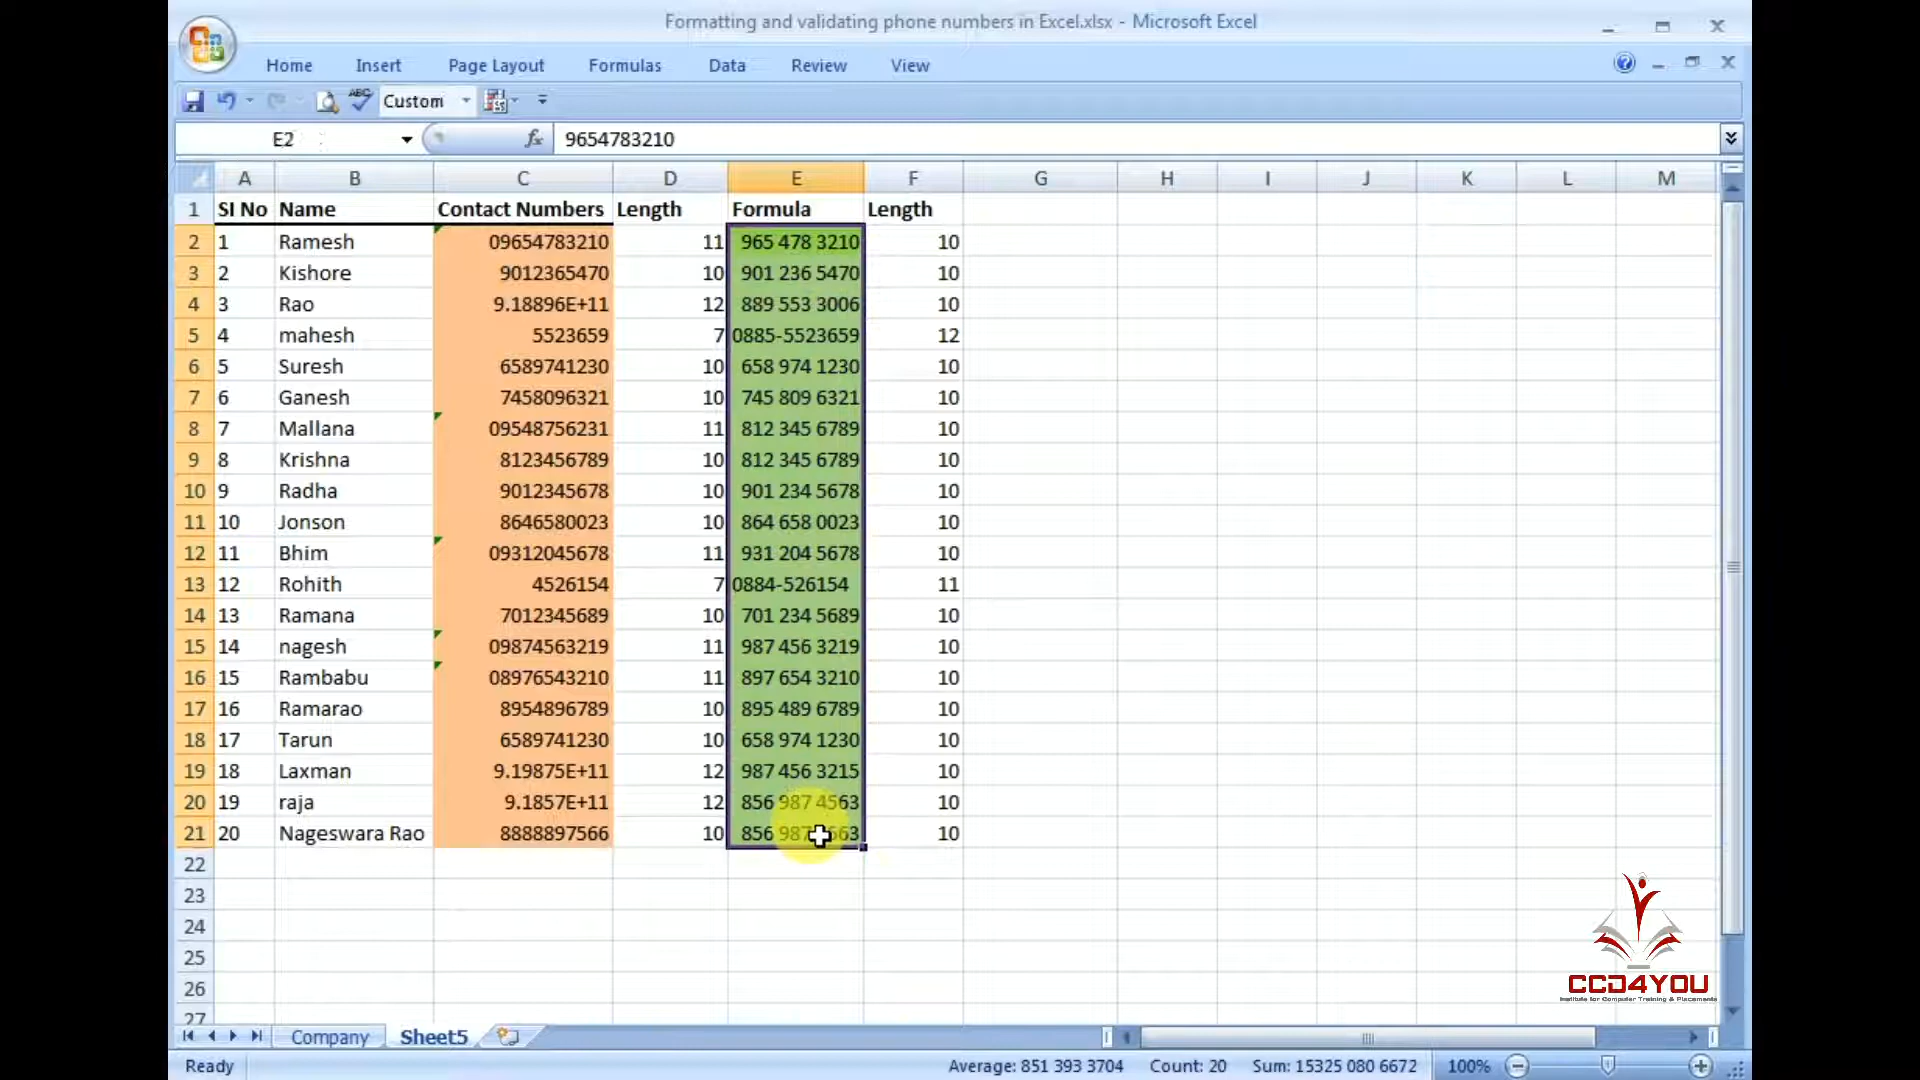 Formatting and validating phone numbers in Excel.xlsx - Microsoft Excel
Home Insert Page Layout Formulas Data Review View
ABC Custom
E2 fx 9654783210
A B C D E F G H I J K L M
1 SI No Name Contact Numbers Length Formula Length
2 1 Ramesh 09654783210 11 965 478 3210 10
3 2 Kishore 9012365470 10 901 236 5470 10
4 3 Rao 9.18896E+11 12 889 553 3006 10
5 4 mahesh 5523659 7 0885-5523659 12
6 5 Suresh 6589741230 10 658 974 1230 10
7 6 Ganesh 7458096321 10 745 809 6321 10
8 7 Mallana 09548756231 11 812 345 6789 10
9 8 Krishna 8123456789 10 812 345 6789 10
10 9 Radha 9012345678 10 901 234 5678 10
11 10 Jonson 8646580023 10 864 658 0023 10
12 11 Bhim 09312045678 11 931 204 5678 10
13 12 Rohith 4526154 7 0884-526154 11
14 13 Ramana 7012345689 10 701 234 5689 10
15 14 nagesh 09874563219 11 987 456 3219 10
16 15 Rambabu 08976543210 11 897 654 3210 10
17 16 Ramarao 8954896789 10 895 489 6789 10
18 17 Tarun 6589741230 10 658 974 1230 10
19 18 Laxman 9.19875E+11 12 987 456 3215 10
20 19 raja 9.1857E+11 12 856 987 4563 10
21 20 Nageswara Rao 8888897566 10 856 10
22
23
24
25
26
27
CCD4YOU
Institute for Computer Training & Placements
Company Sheet5
Ready Average: 851 393 3704 Count: 20 Sum: 15325 080 6672 100%